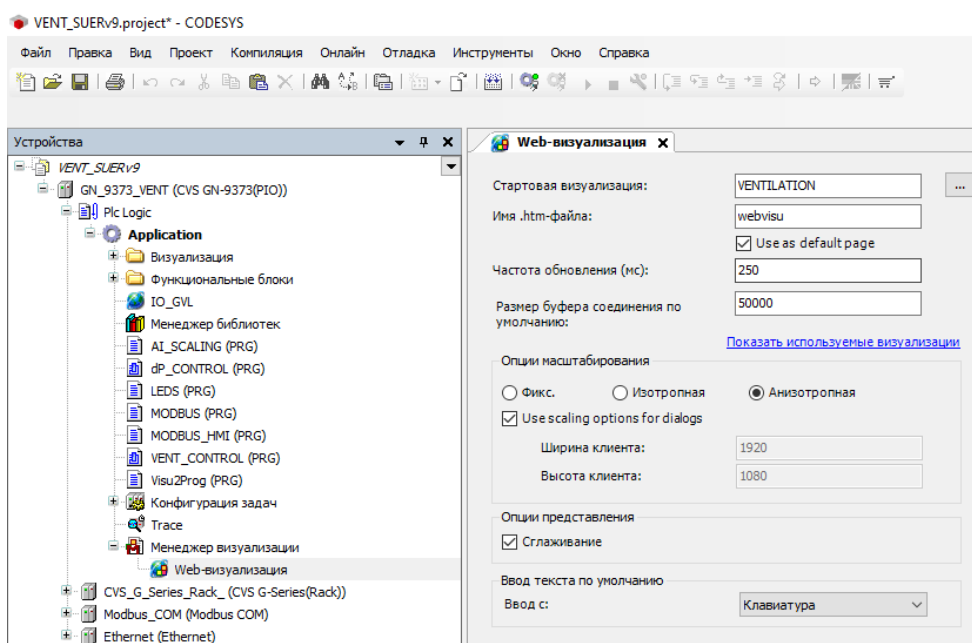 VENT_SUERv9.project* - CODESYS
Файл Правка Вид Проект Компиляция Онлайн Отладка Инструменты Окно Справка
Устройства
VENT_SUERv9
GN_9373_VENT (CVS GN-9373(PIO))
Plc Logic
Application
Визуализация
Функциональные блоки
IO_GVL
Менеджер библиотек
AI_SCALING (PRG)
dP_CONTROL (PRG)
LEDS (PRG)
MODBUS (PRG)
MODBUS_HMI (PRG)
VENT_CONTROL (PRG)
Visu2Prog (PRG)
Конфигурация задач
Trace
Менеджер визуализации
Web-визуализация
CVS_G_Series_Rack_ (CVS G-Series(Rack))
Modbus_COM (Modbus COM)
Ethernet (Ethernet)
Web-визуализация
Стартовая визуализация: VENTILATION ...
Имя .htm-файла: webvisu
Use as default page
Частота обновления (мс): 250
Размер буфера соединения по 50000
умолчанию:
Показать используемые визуализации
Опции масштабирования
Фикс. Изотропная Анизотропная
Use scaling options for dialogs
Ширина клиента: 1920
Высота клиента: 1080
Опции представления
Сглаживание
Ввод текста по умолчанию
Ввод с: Клавиатура